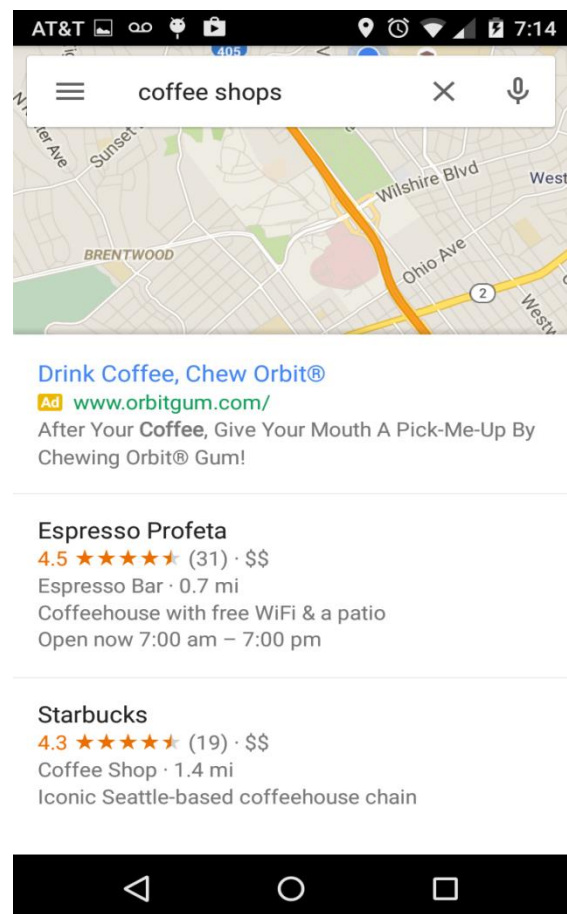 AT&T 7:14
405
coffee shops
Sunset
Wilshire Blvd
West
BRENTWOOD
Ohio Ave
2
Westw
Drink Coffee, Chew Orbit®
Ad www.orbitgum.com/
After Your Coffee, Give Your Mouth A Pick-Me-Up By
Chewing Orbit® Gum!
Espresso Profeta
4.5 ★★★★★ (31) · $$
Espresso Bar · 0.7 mi
Coffeehouse with free WiFi & a patio
Open now 7:00 am – 7:00 pm
Starbucks
4.3 ★★★★★ (19) · $$
Coffee Shop · 1.4 mi
Iconic Seattle-based coffeehouse chain